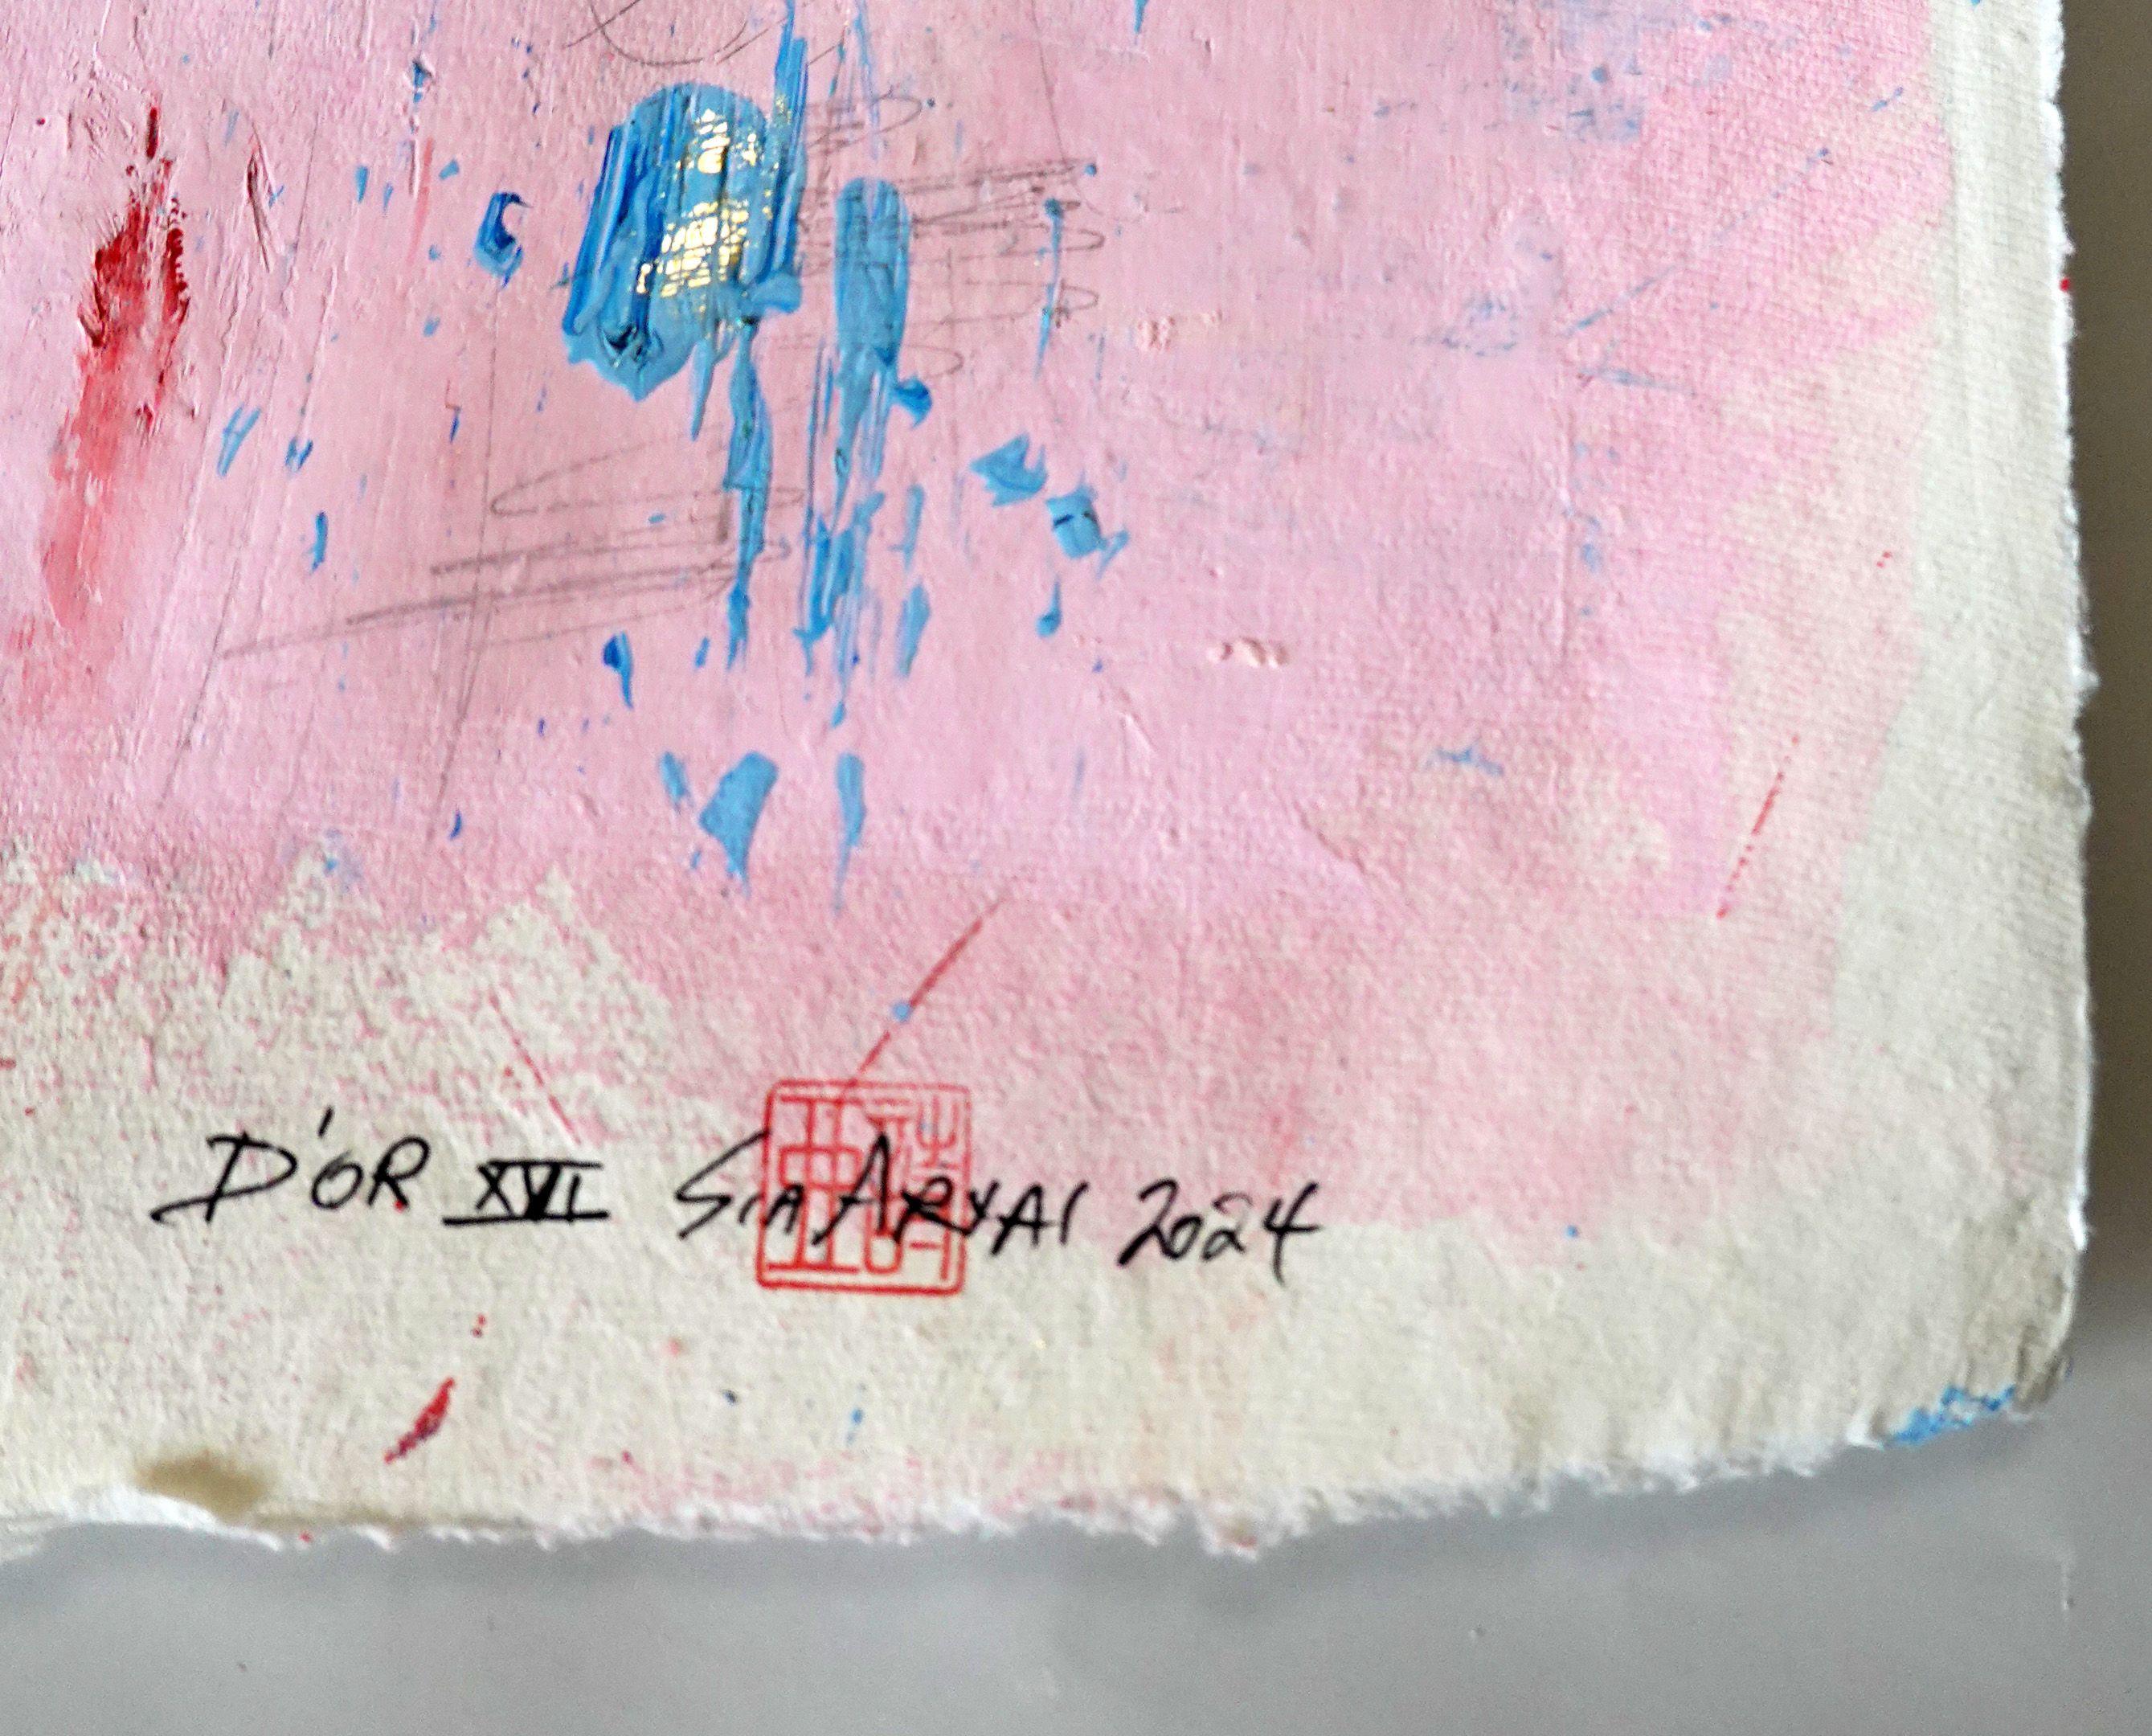 D'OR XVI SIA ARYAI 2024